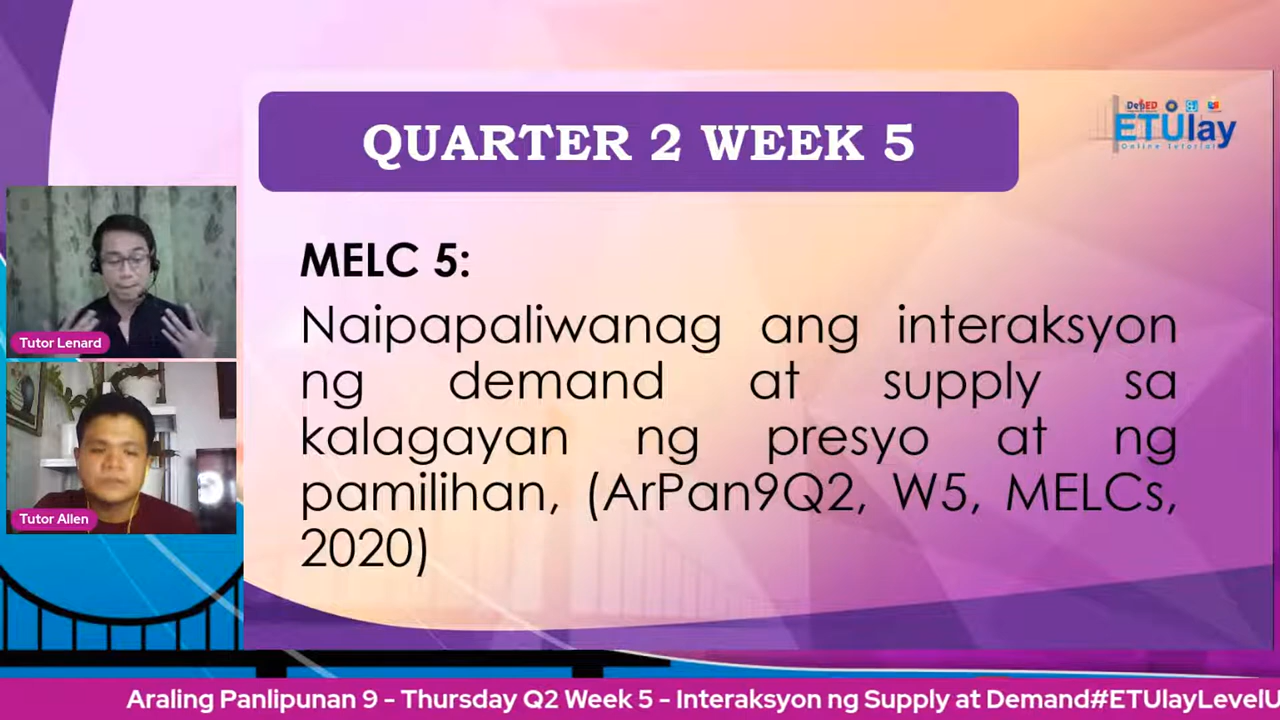 QUARTER 2 WEEK 5
DepED
ETUlay
Online Tutorial
MELC 5:
Naipapaliwanag ang interaksyon
ng demand at supply sa
kalagayan ng presyo at ng
pamilihan, (ArPan9Q2, W5, MELCs,
2020)
Tutor Lenard
Tutor Allen
Araling Panlipunan 9 - Thursday Q2 Week 5 - Interaksyon ng Supply at Demand#ETUlayLevelU